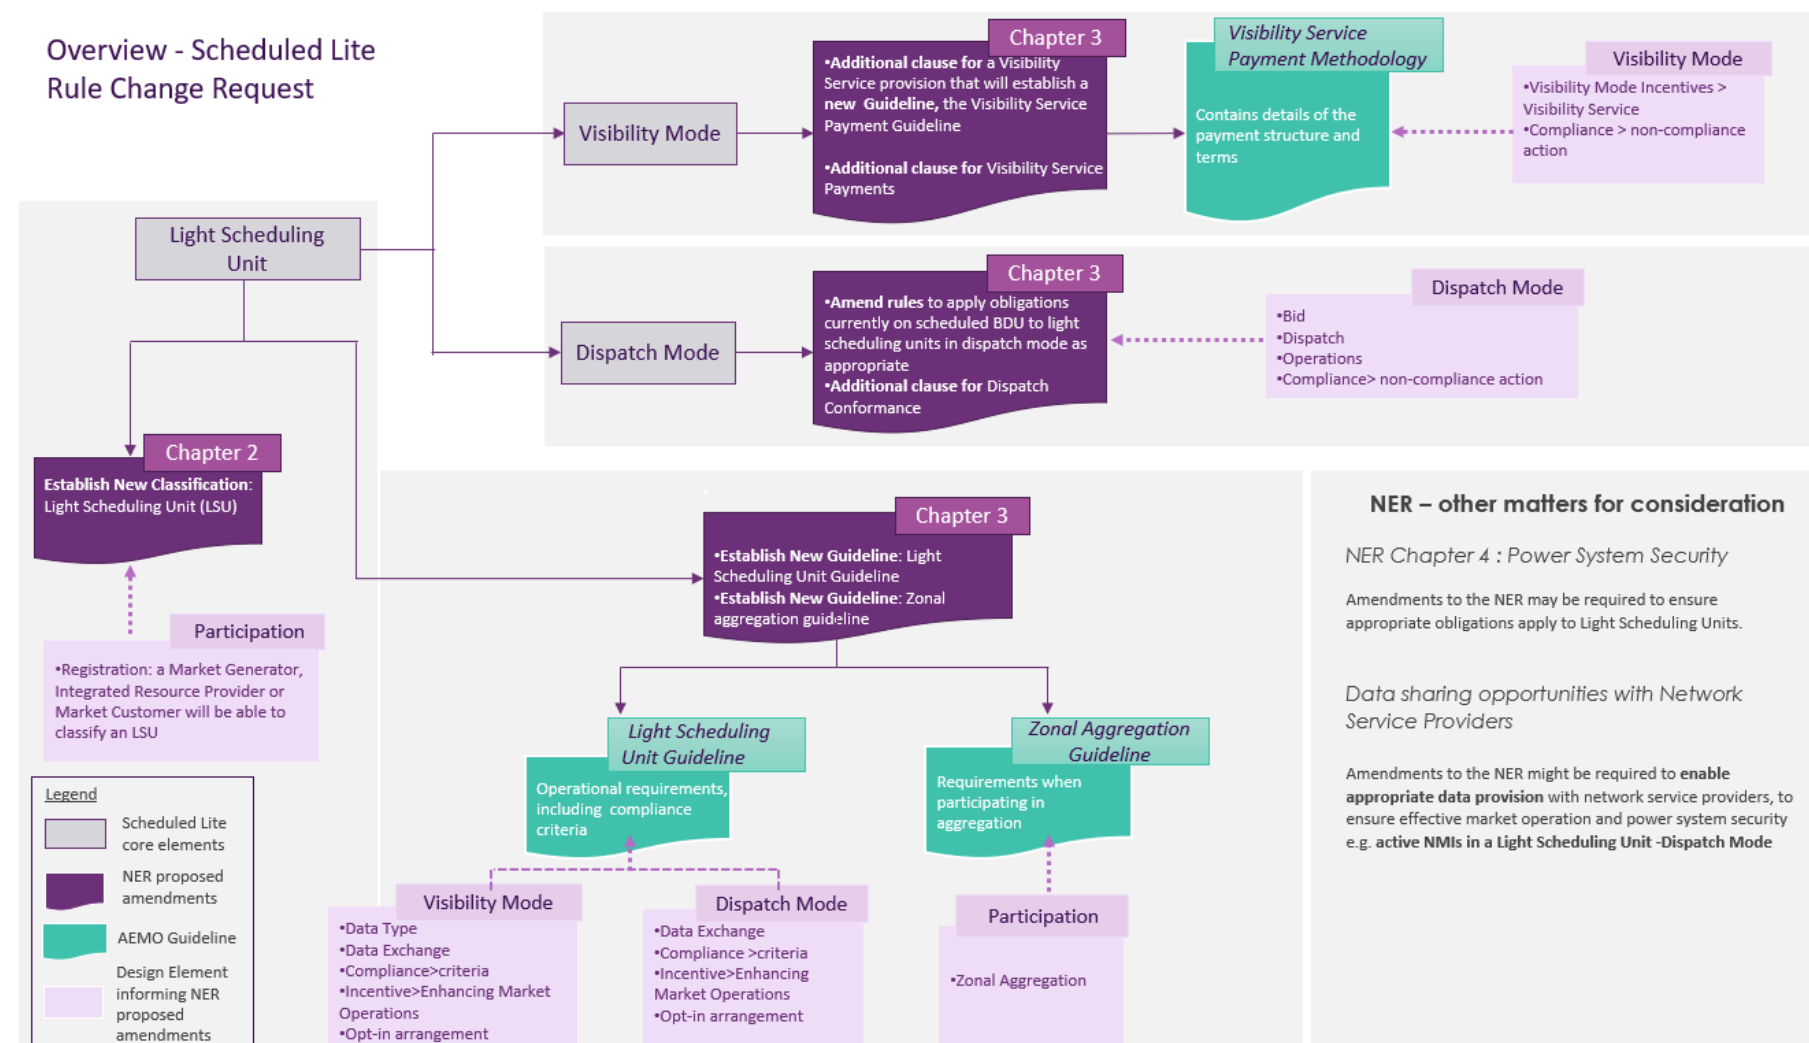 Overview - Scheduled Lite
Rule Change Request
Chapter 3
•Additional clause for a Visibility
Service provision that will establish a
new Guideline, the Visibility Service
Payment Guideline
•Additional clause for Visibility Service
Payments
Visibility Service
Payment Methodology
Contains details of the
payment structure and
terms
Visibility Mode
•Visibility Mode Incentives >
Visibility Service
•Compliance > non-compliance
action
Visibility Mode
Light Scheduling
Unit
Dispatch Mode
Chapter 3
•Amend rules to apply obligations
currently on scheduled BDU to light
scheduling units in dispatch mode as
appropriate
•Additional clause for Dispatch
Conformance
Dispatch Mode
•Bid
•Dispatch
•Operations
•Compliance> non-compliance action
Chapter 2
Establish New Classification:
Light Scheduling Unit (LSU)
Participation
•Registration: a Market Generator,
Integrated Resource Provider or
Market Customer will be able to
classify an LSU
Chapter 3
•Establish New Guideline: Light
Scheduling Unit Guideline
•Establish New Guideline: Zonal
aggregation guideline
Light Scheduling
Unit Guideline
Operational requirements,
including compliance
criteria
Zonal Aggregation
Guideline
Requirements when
participating in
aggregation
Visibility Mode
•Data Type
•Data Exchange
•Compliance>criteria
•Incentive>Enhancing Market
Operations
•Opt-in arrangement
Dispatch Mode
•Data Exchange
•Compliance >criteria
•Incentive>Enhancing
Market Operations
•Opt-in arrangement
Participation
•Zonal Aggregation
NER – other matters for consideration
NER Chapter 4 : Power System Security
Amendments to the NER may be required to ensure
appropriate obligations apply to Light Scheduling Units.
Data sharing opportunities with Network
Service Providers
Amendments to the NER might be required to enable
appropriate data provision with network service providers, to
ensure effective market operation and power system security
e.g. active NMIs in a Light Scheduling Unit -Dispatch Mode
Legend
Scheduled Lite
core elements
NER proposed
amendments
AEMO Guideline
Design Element
informing NER
proposed
amendments